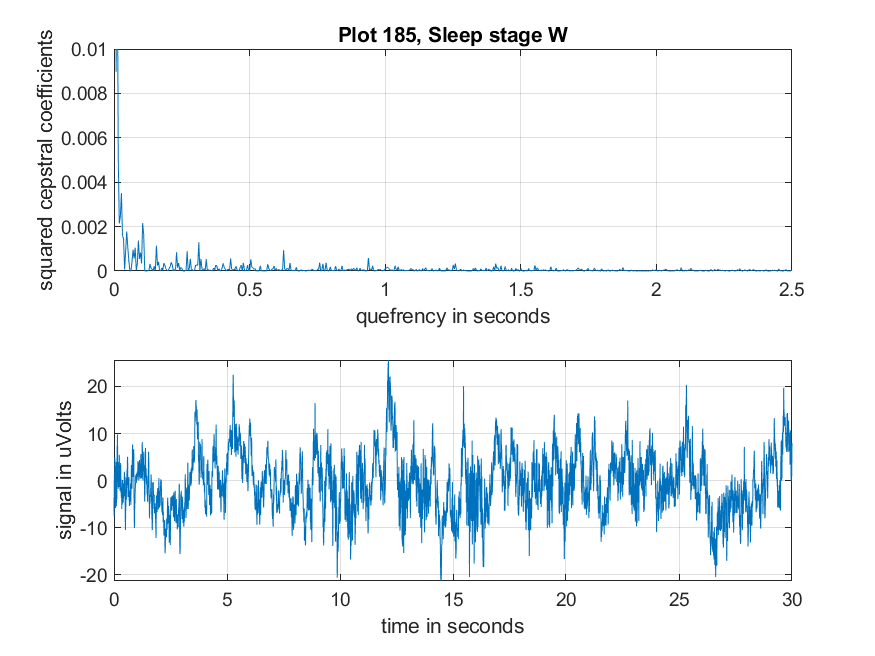 Plot 185, Sleep stage W
squared cepstral coefficients
0.01
0.008
0.006
0.004
0.002
0
0 0.5 1 1.5 2 2.5
quefrency in seconds
signal in uVolts
20
10
0
-10
-20
0 5 10 15 20 25 30
time in seconds